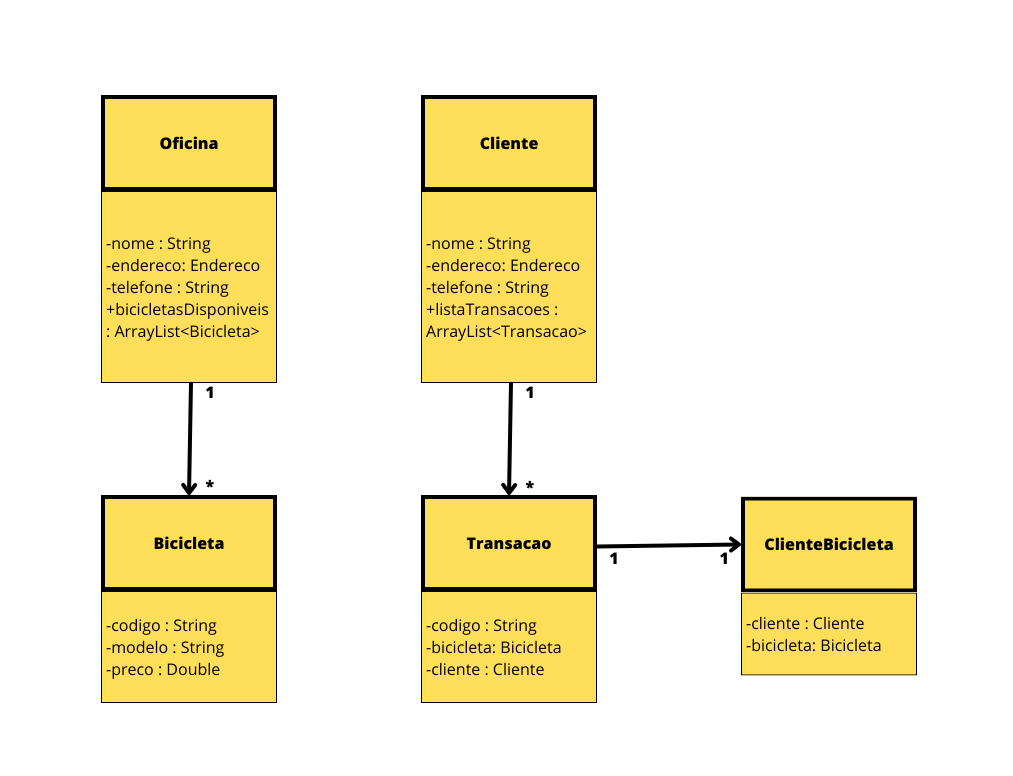 Oficina
-nome : String
-endereco: Endereco
-telefone : String
+bicicletasDisponiveis
: ArrayList<Bicicleta>
1
*
Bicicleta
-codigo : String
-modelo : String
-preco : Double
Cliente
-nome : String
-endereco: Endereco
-telefone : String
+listaTransacoes :
ArrayList<Transacao>
1
*
Transacao
-codigo : String
-bicicleta: Bicicleta
-cliente : Cliente
1
1
ClienteBicicleta
-cliente : Cliente
-bicicleta: Bicicleta